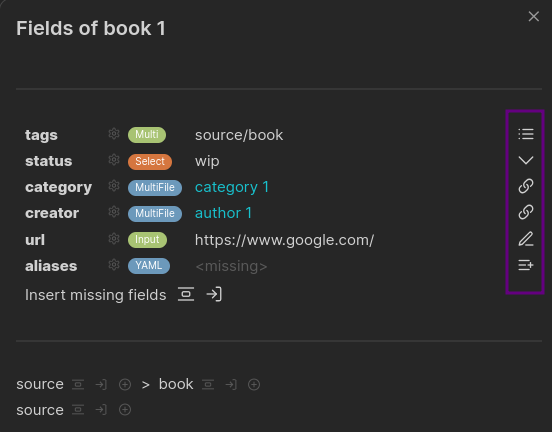 Fields of book 1
tags Multi source/book
status Select wip
category MultiFile category 1
creator MultiFile author 1
url Input https://www.google.com/
aliases YAML <missing>
Insert missing fields
source > book
source